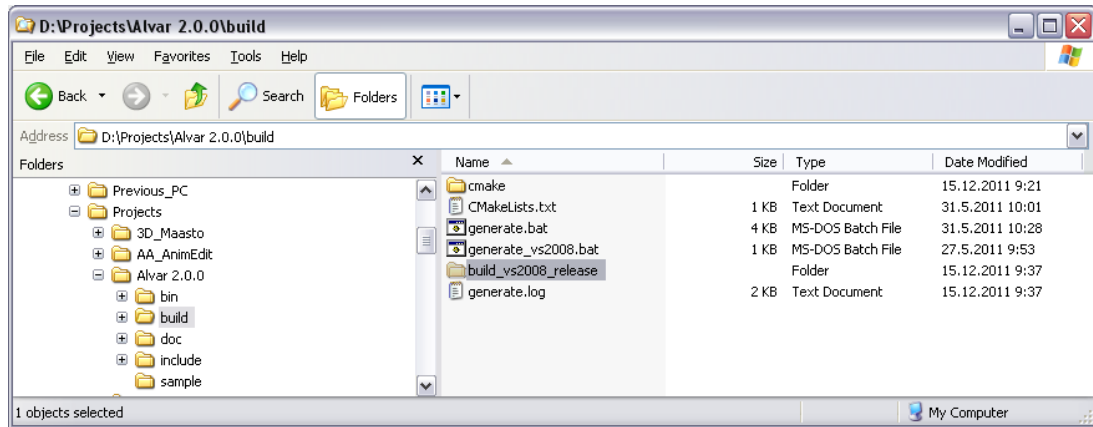 D:\Projects\Alvar 2.0.0\build
File Edit View Favorites Tools Help
Back Search Folders
Address D:\Projects\Alvar 2.0.0\build
Folders
Previous_PC
Projects
3D_Maasto
AA_AnimEdit
Alvar 2.0.0
bin
build
doc
include
sample
Name Size Type Date Modified
cmake Folder 15.12.2011 9:21
CMakeLists.txt 1 KB Text Document 31.5.2011 10:01
generate.bat 4 KB MS-DOS Batch File 31.5.2011 10:28
generate_vs2008.bat 1 KB MS-DOS Batch File 27.5.2011 9:53
build_vs2008_release Folder 15.12.2011 9:37
generate.log 2 KB Text Document 15.12.2011 9:37
1 objects selected My Computer